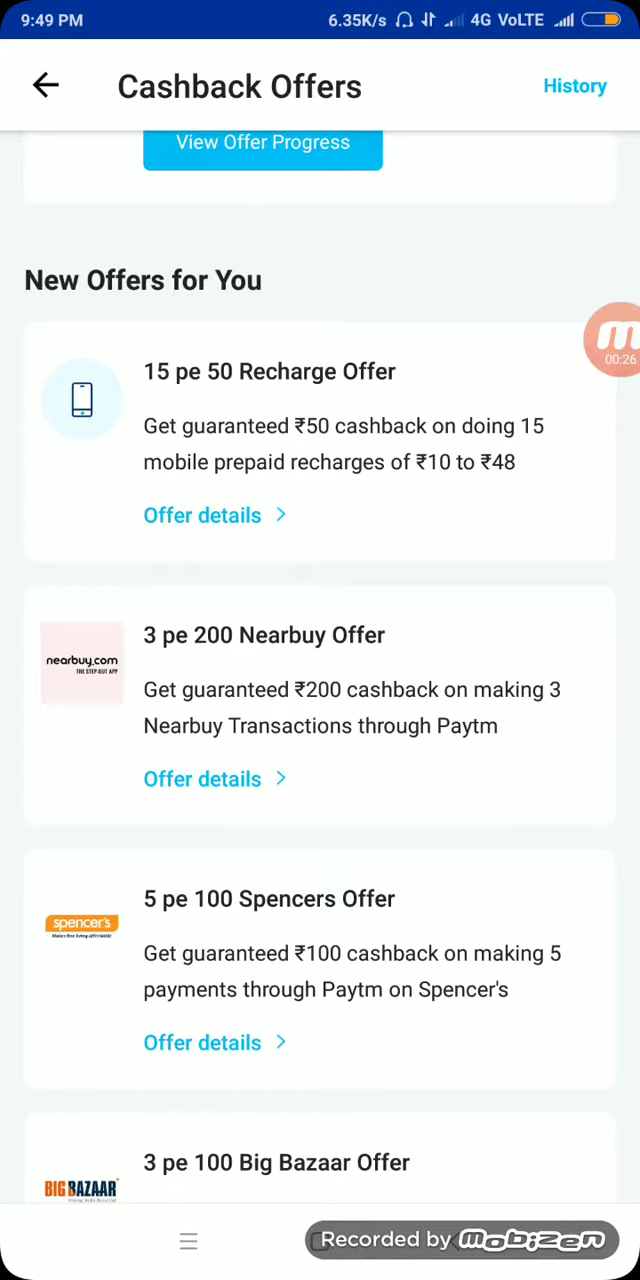 9:49 PM 6.35K/s 4G VoLTE
Cashback Offers History
View Offer Progress
New Offers for You
00:26
15 pe 50 Recharge Offer
Get guaranteed ₹50 cashback on doing 15
mobile prepaid recharges of ₹10 to ₹48
Offer details
nearbuy.com
THE STEP-OUT APP
3 pe 200 Nearbuy Offer
Get guaranteed ₹200 cashback on making 3
Nearbuy Transactions through Paytm
Offer details
5 pe 100 Spencers Offer
spencer's
Makes fine living affordable
Get guaranteed ₹100 cashback on making 5
payments through Paytm on Spencer's
Offer details
3 pe 100 Big Bazaar Offer
BIG BAZAAR
Recorded by mobizen